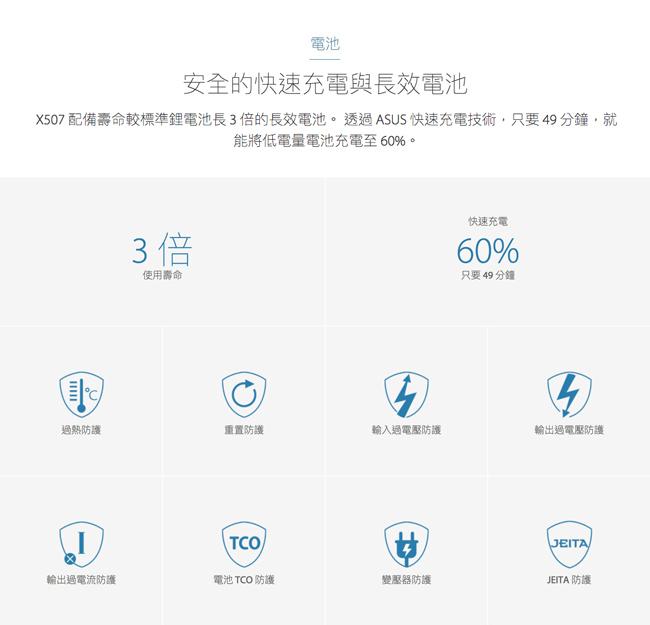 電池
安全的快速充電與長效電池
X507 配備壽命較標準鋰電池長 3 倍的長效電池。 透過 ASUS 快速充電技術，只要 49 分鐘，就
能將低電量電池充電至 60%。
3 倍
使用壽命
快速充電
60%
只要 49 分鐘
°C
過熱防護
重置防護
輸入過電壓防護
輸出過電壓防護
I
輸出過電流防護
TCO
電池 TCO 防護
變壓器防護
JEITA
JEITA 防護